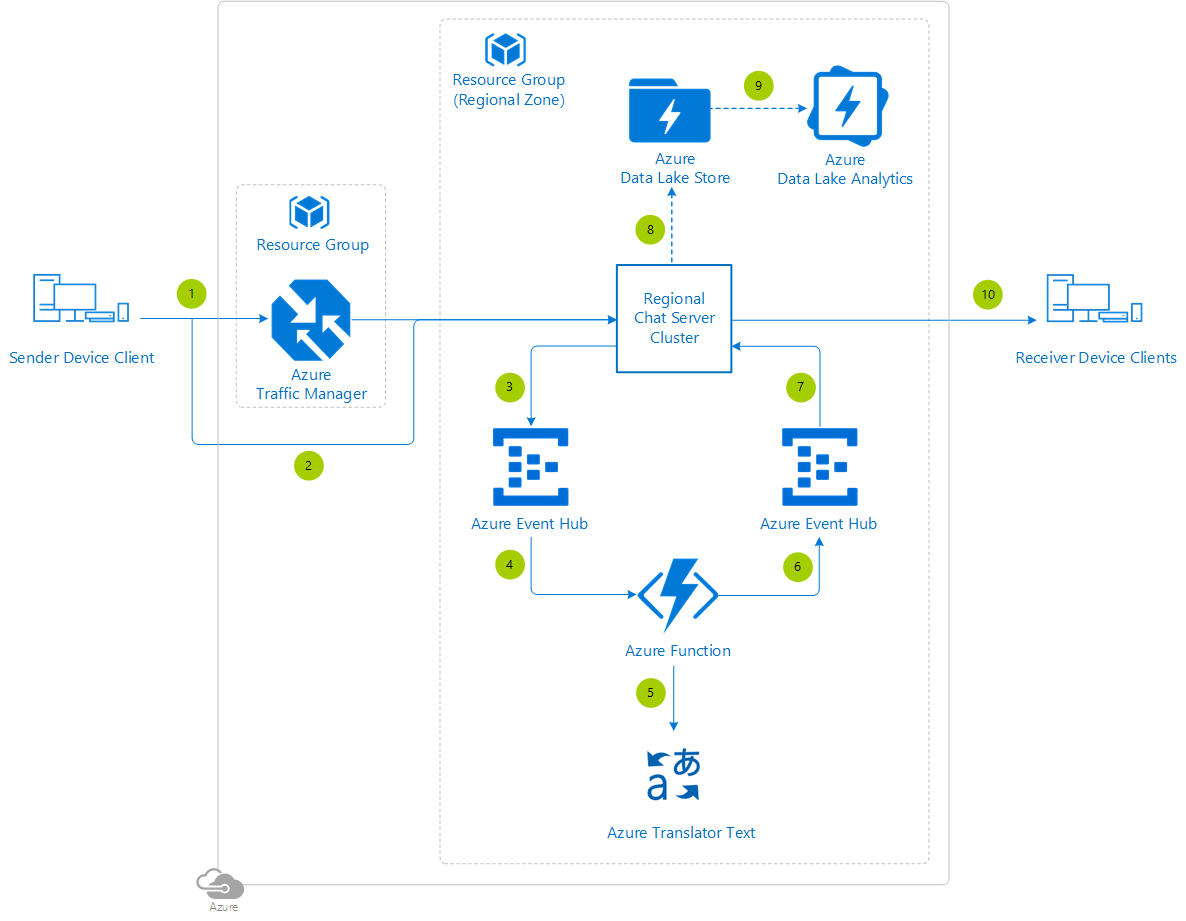 Resource Group
(Regional Zone)
9
Azure
Data Lake Store
Azure
Data Lake Analytics
8
Resource Group
1
Sender Device Client
Azure
Traffic Manager
2
Regional
Chat Server
Cluster
10
Receiver Device Clients
3
7
Azure Event Hub
Azure Event Hub
4
6
Azure Function
5
あ
a
Azure Translator Text
Azure